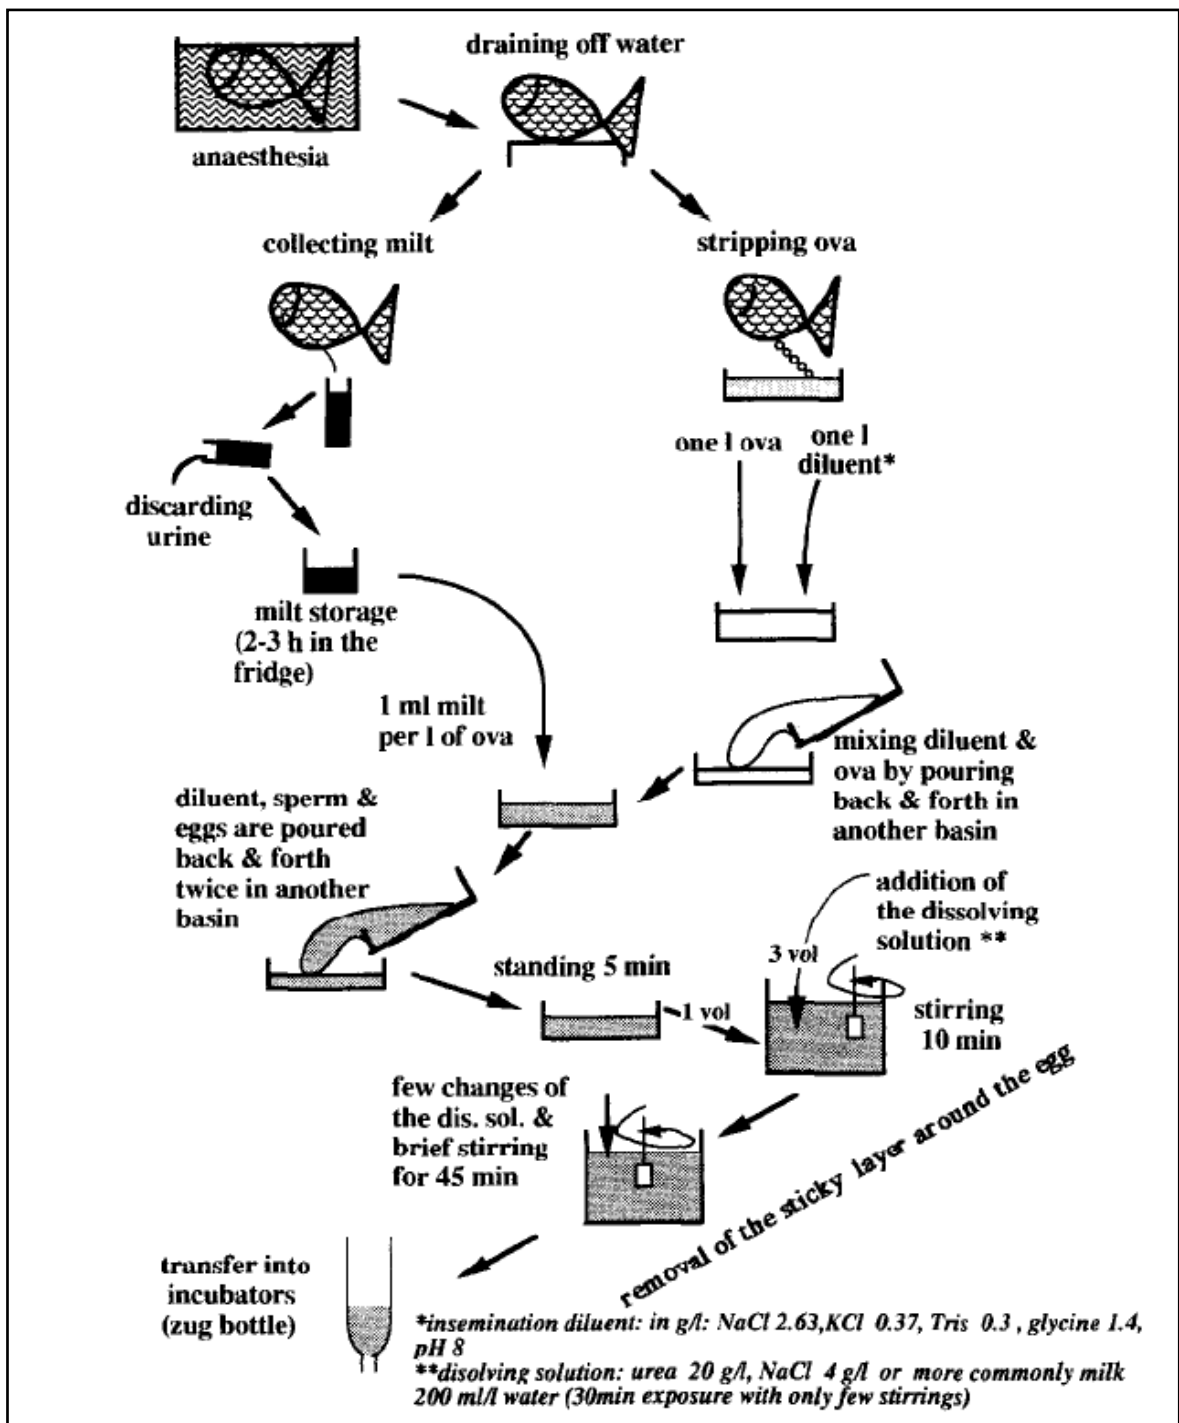 draining off water
anaesthesia
collecting milt
stripping ova
one l ova
one l
diluent*
discarding
urine
milt storage
(2-3 h in the
fridge)
1 ml milt
per l of ova
mixing diluent &
ova by pouring
back & forth in
another basin
diluent, sperm &
eggs are poured
back & forth
twice in another
basin
addition of
the dissolving
solution **
3 vol
standing 5 min
1 vol
stirring
10 min
few changes of
the dis. sol. &
brief stirring
for 45 min
removal of the sticky layer around the egg
transfer into
incubators
(zug bottle)
*insemination diluent: in g/l: NaCl 2.63,KCl 0.37, Tris 0.3 , glycine 1.4,
pH 8
**disolving solution: urea 20 g/l, NaCl 4 g/l or more commonly milk
200 ml/l water (30min exposure with only few stirrings)